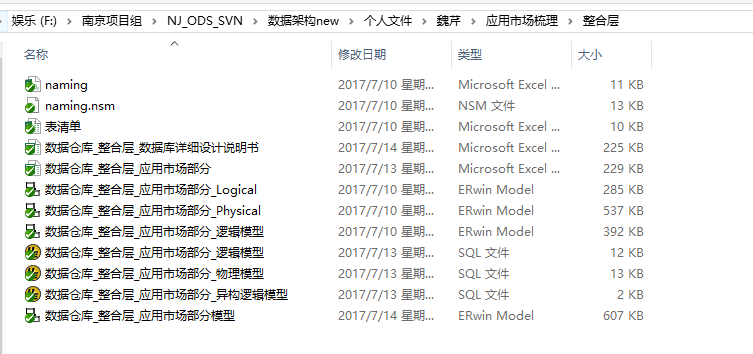 娱乐 (F:) > 南京项目组 > NJ_ODS_SVN > 数据架构new > 个人文件 > 魏芹 > 应用市场梳理 > 整合层
名称 修改日期 类型 大小
naming 2017/7/10 星期... Microsoft Excel ... 11 KB
naming.nsm 2017/7/10 星期... NSM 文件 13 KB
表清单 2017/7/10 星期... Microsoft Excel ... 10 KB
数据仓库_整合层_数据库详细设计说明书 2017/7/14 星期... Microsoft Excel ... 225 KB
数据仓库_整合层_应用市场部分 2017/7/13 星期... Microsoft Excel ... 229 KB
数据仓库_整合层_应用市场部分_Logical 2017/7/10 星期... ERwin Model 285 KB
数据仓库_整合层_应用市场部分_Physical 2017/7/10 星期... ERwin Model 537 KB
数据仓库_整合层_应用市场部分_逻辑模型 2017/7/10 星期... ERwin Model 392 KB
数据仓库_整合层_应用市场部分_逻辑模型 2017/7/13 星期... SQL 文件 12 KB
数据仓库_整合层_应用市场部分_物理模型 2017/7/13 星期... SQL 文件 13 KB
数据仓库_整合层_应用市场部分_异构逻辑模型 2017/7/13 星期... SQL 文件 2 KB
数据仓库_整合层_应用市场部分模型 2017/7/14 星期... ERwin Model 607 KB